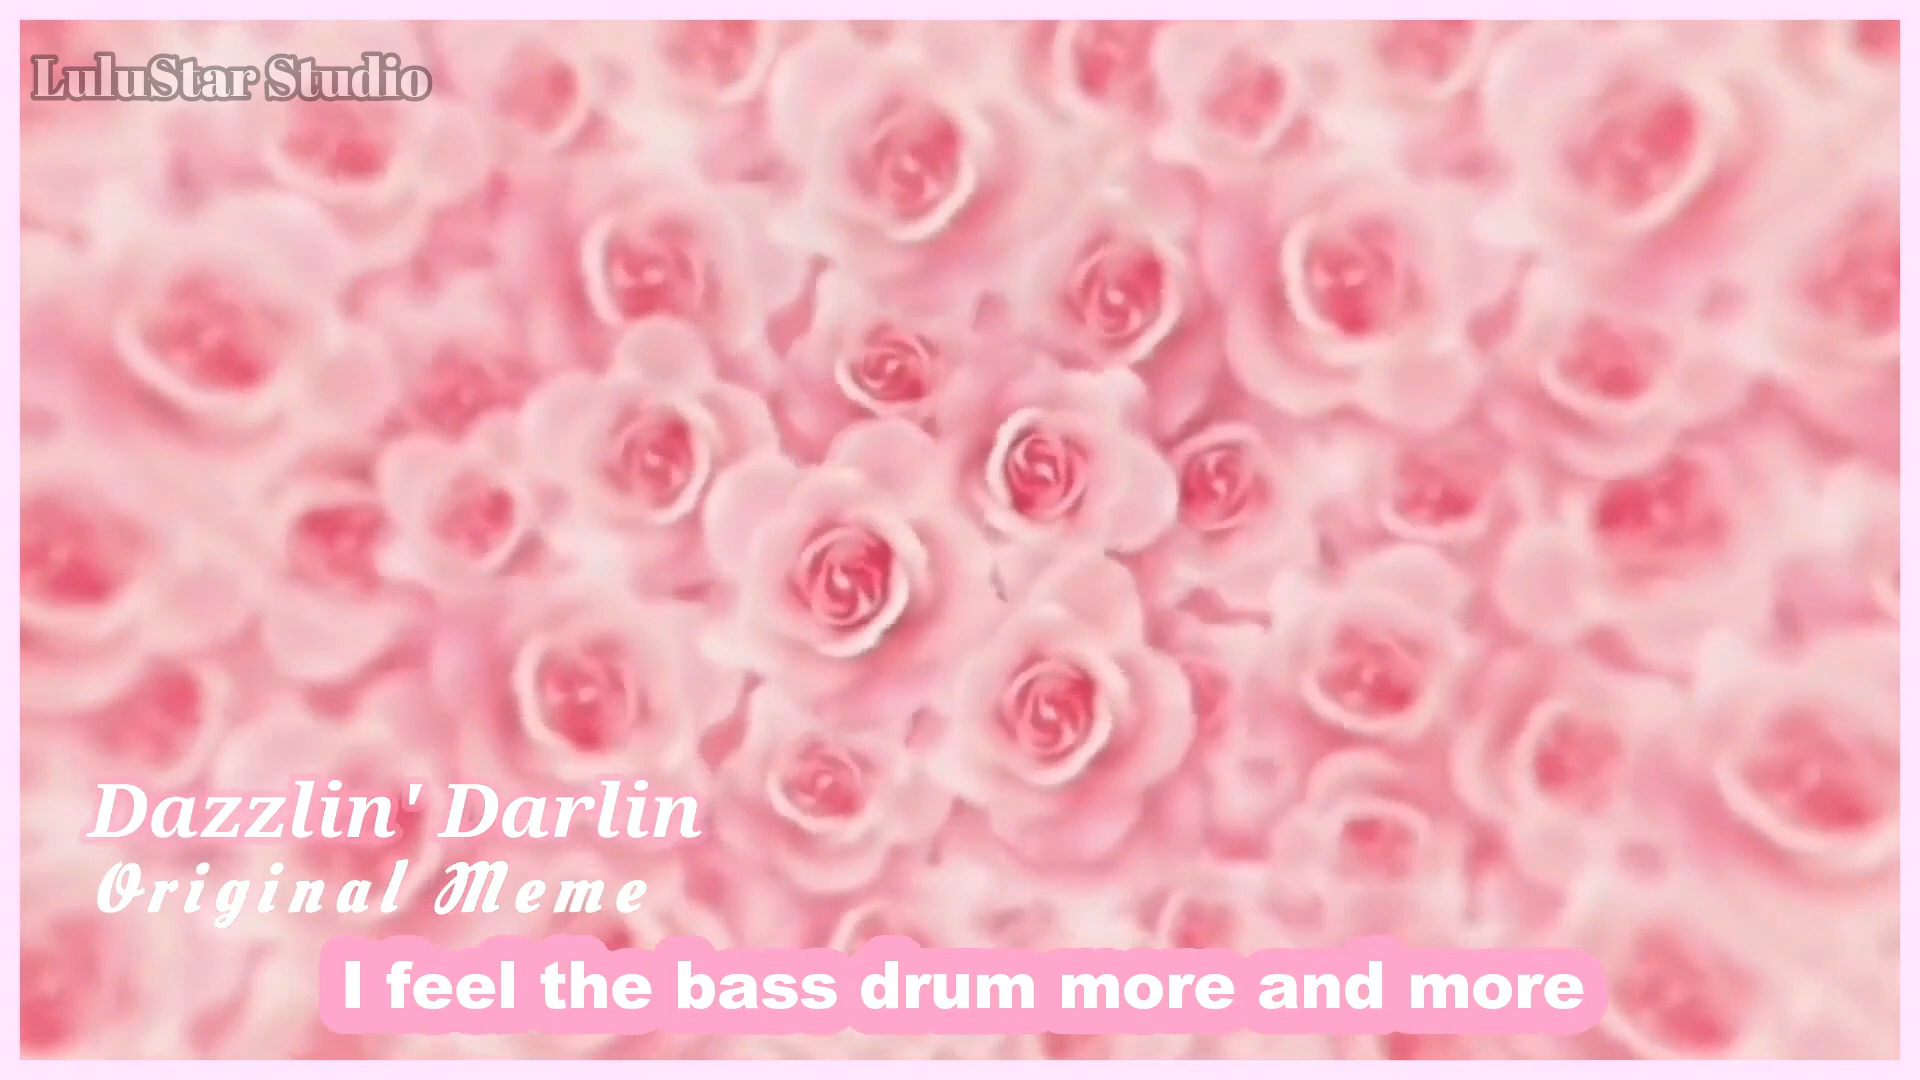 LuluStar Studio
Dazzlin' Darlin
Original Meme
I feel the bass drum more and more